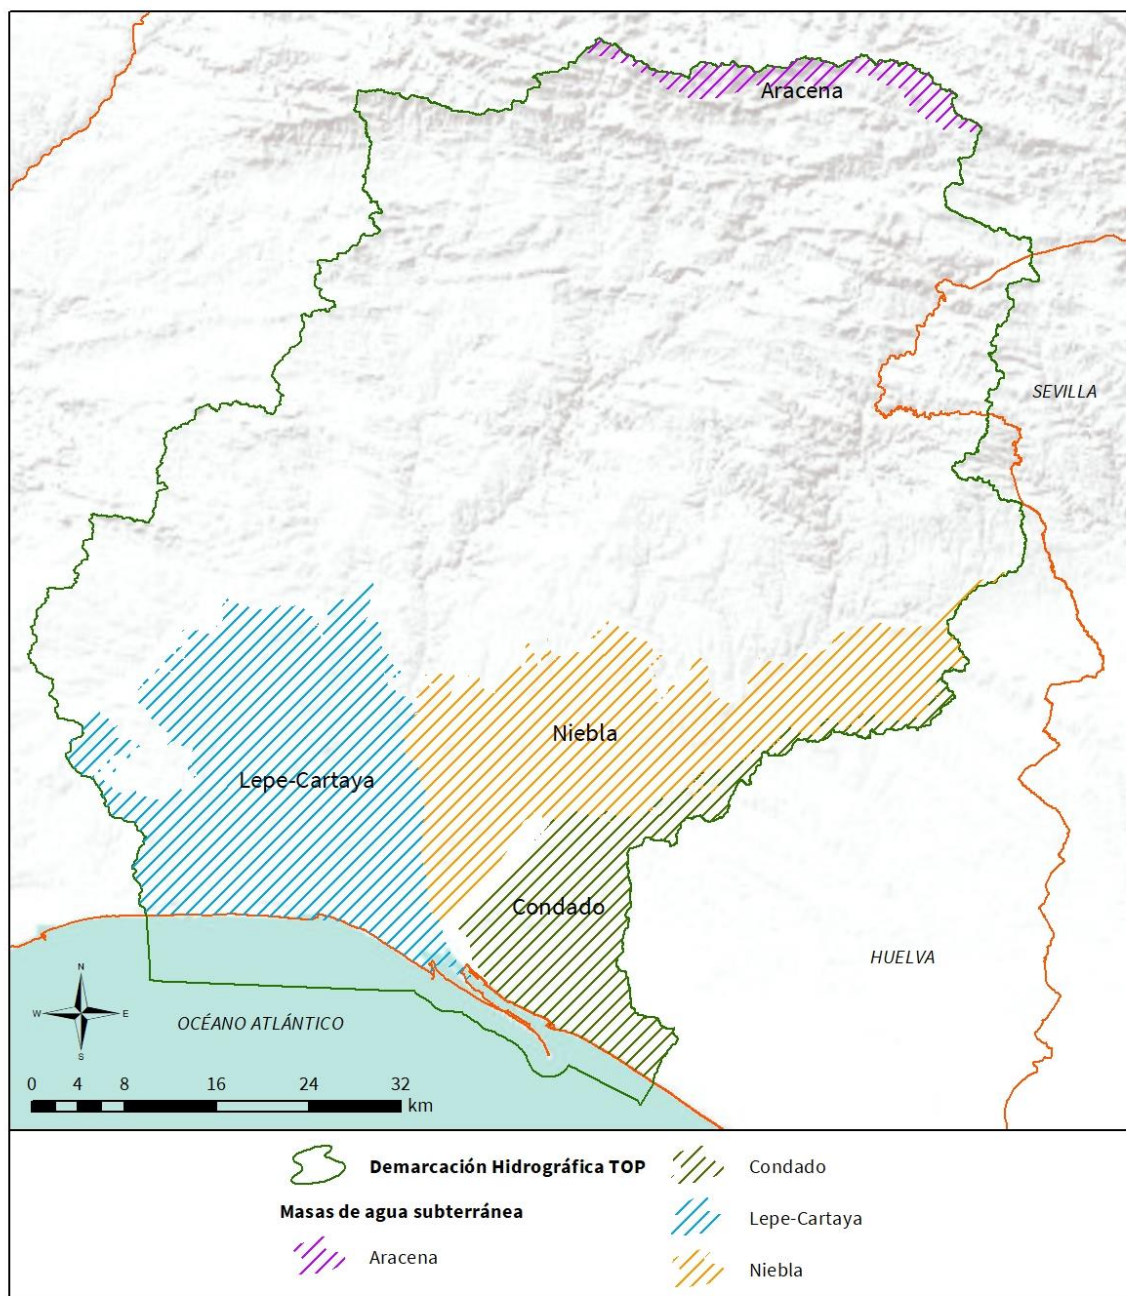 Aracena
SEVILLA
Niebla
Lepe-Cartaya
Condado
HUELVA
N
W E
S
OCÉANO ATLÁNTICO
0 4 8 16 24 32
km
Demarcación Hidrográfica TOP
Masas de agua subterránea
Aracena
Condado
Lepe-Cartaya
Niebla